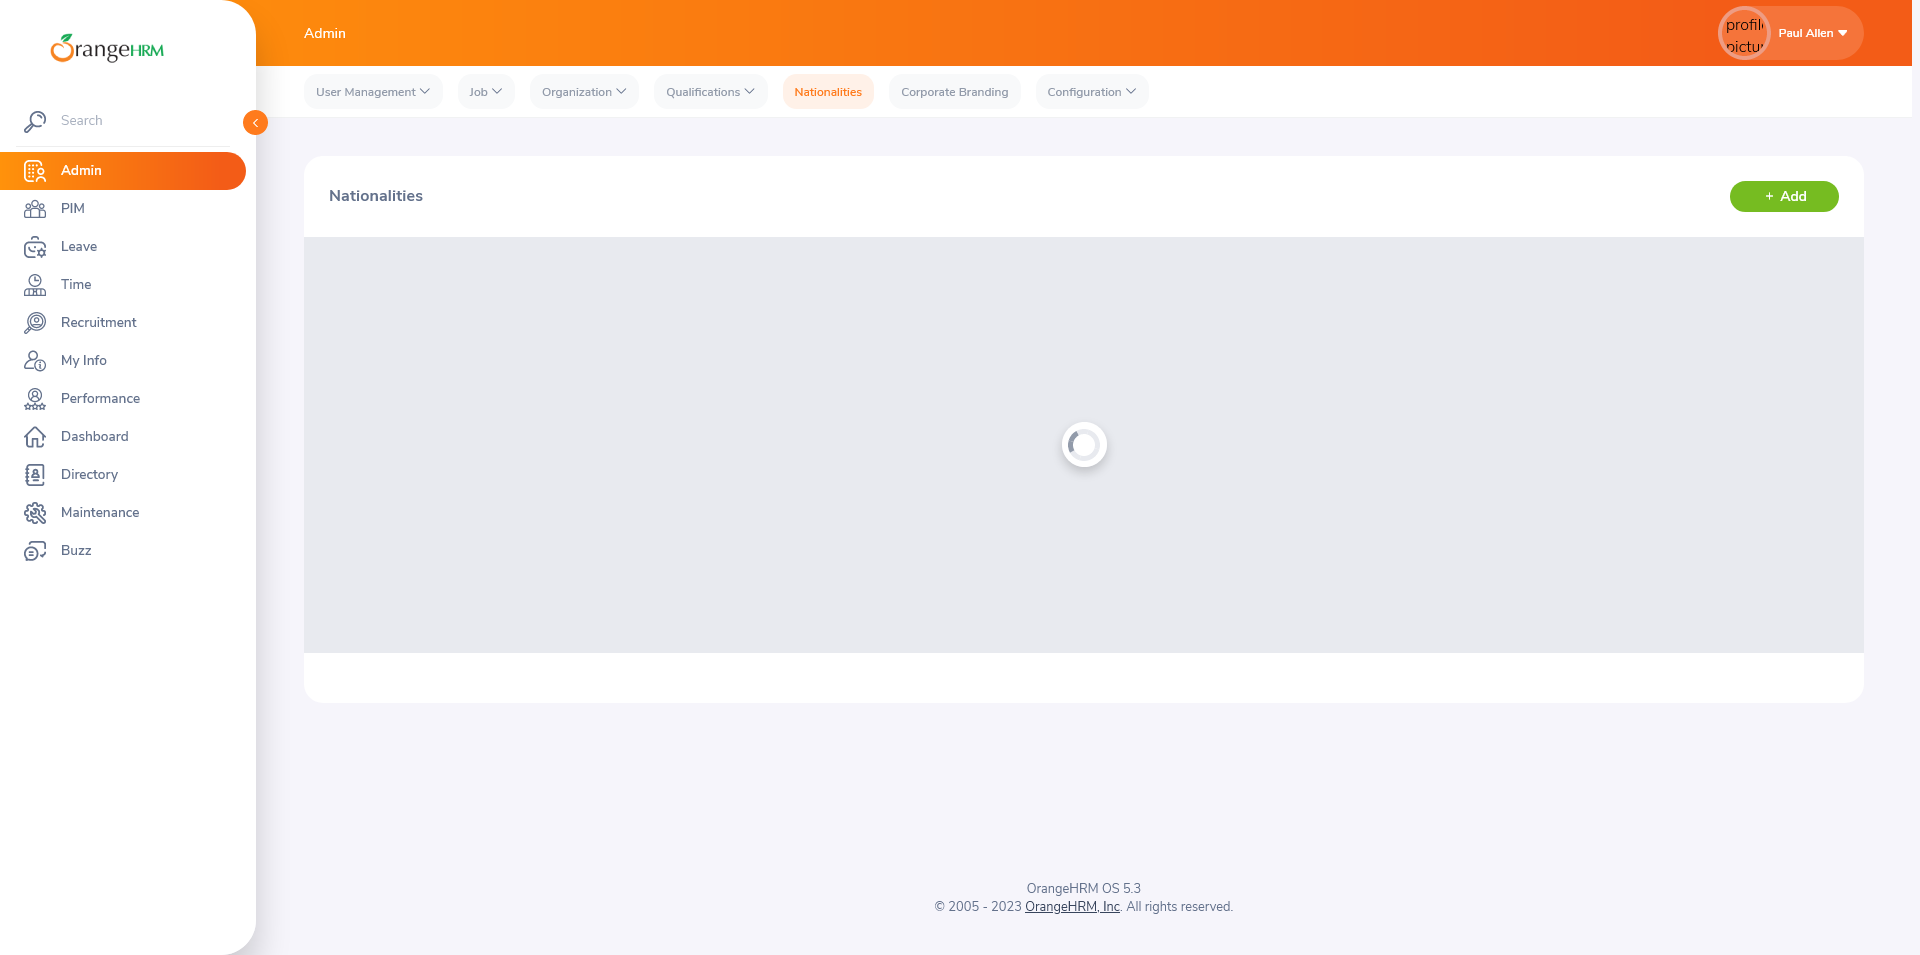 OrangeHRM
Search
Admin
PIM
Leave
Time
Recruitment
My Info
Performance
Dashboard
Directory
Maintenance
Buzz
Admin
Paul Allen
User Management
Job
Organization
Qualifications
Nationalities
Corporate Branding
Configuration
Nationalities
+ Add
OrangeHRM OS 5.3
© 2005 - 2023 OrangeHRM, Inc. All rights reserved.